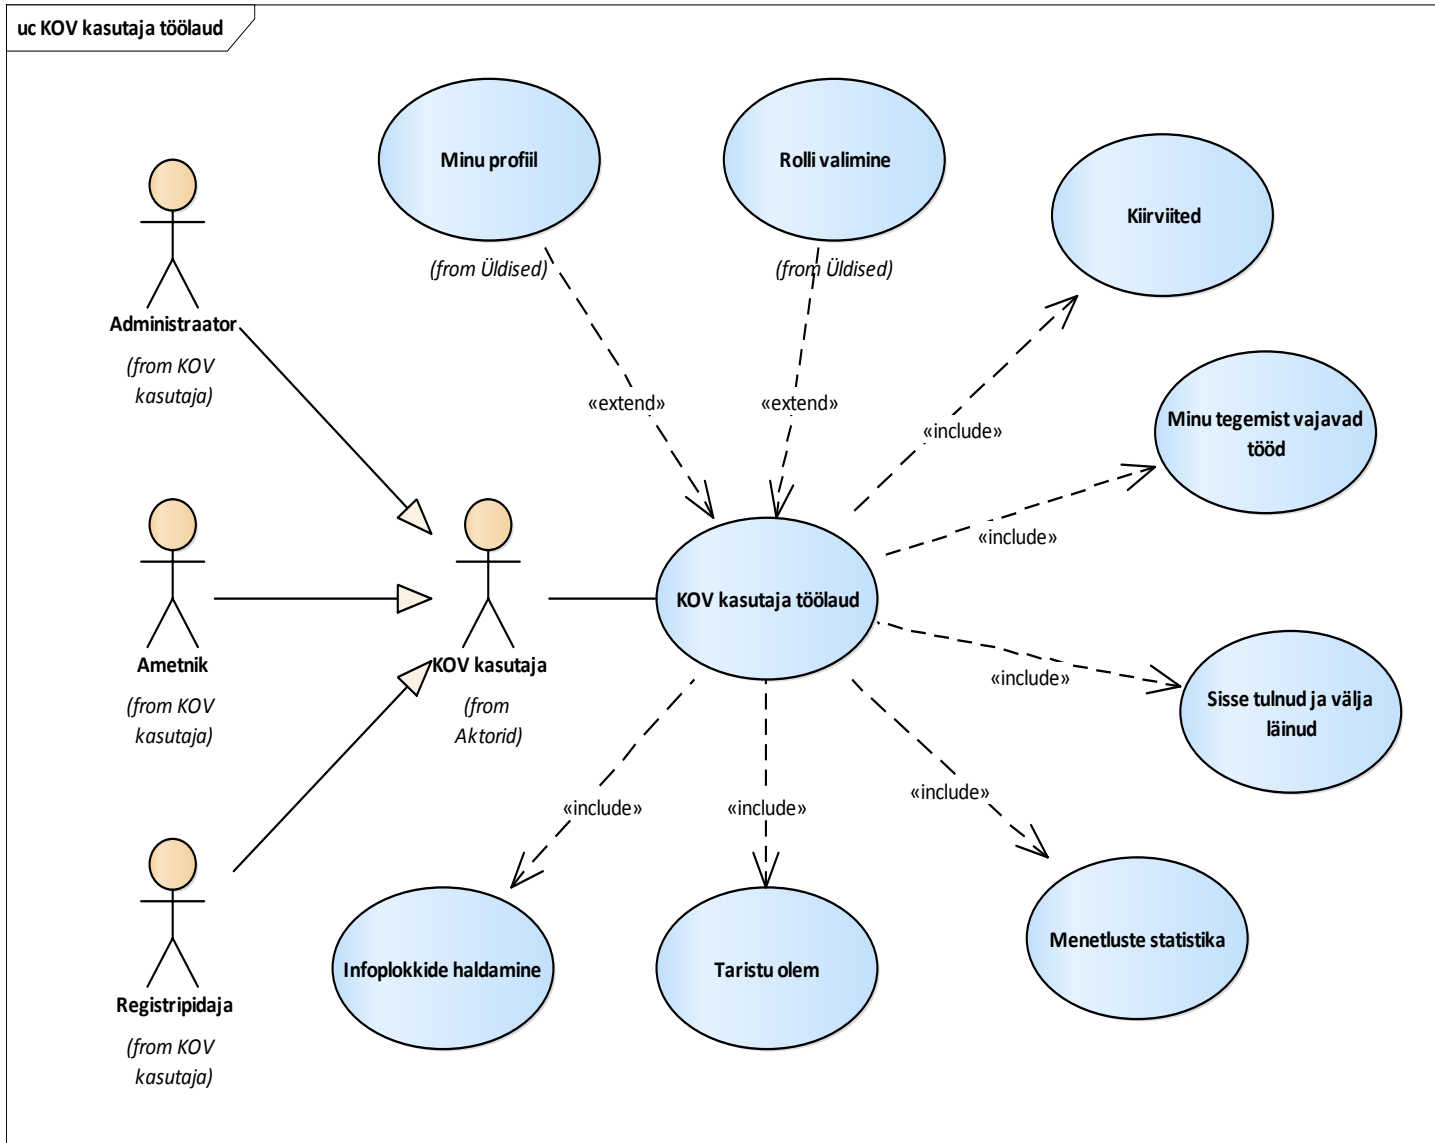 uc KOV kasutaja töölaud
Minu profiil
(from Üldised)
Rolli valimine
(from Üldised)
Kiirviited
Administraator
(from KOV
kasutaja)
«extend»
«extend»
«include»
Minu tegemist vajavad
tööd
«include»
Ametnik
(from KOV
kasutaja)
KOV kasutaja
(from
Aktorid)
KOV kasutaja töölaud
«include»
Sisse tulnud ja välja
läinud
«include»
«include»
«include»
Registripidaja
(from KOV
kasutaja)
Infoplokkide haldamine
Taristu olem
Menetluste statistika